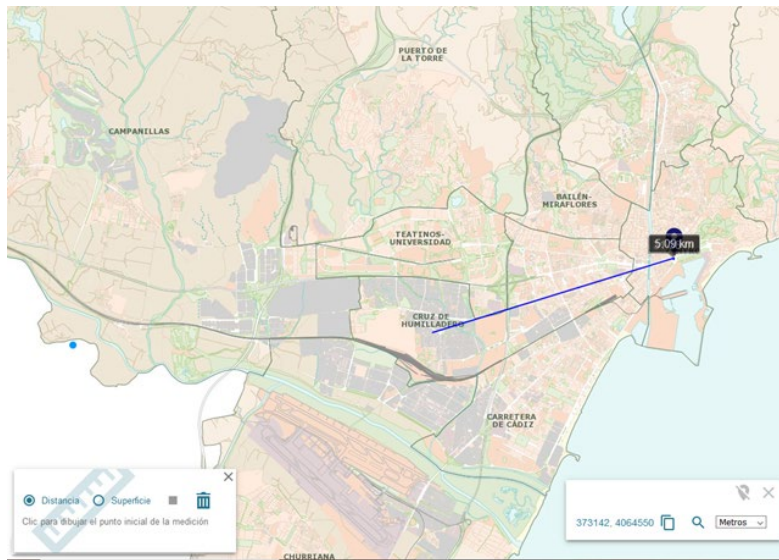 PUERTO DE
LA TORRE
CAMPANILLAS
BAILÉN-
MIRAFLORES
TEATINOS-
UNIVERSIDAD
5.09 km
CRUZ DE
HUMILLADERO
CARRETERA
DE CÁDIZ
Distancia
Superficie
Clic para dibujar el punto inicial de la medición
373142, 4064550
Metros
CHURRIANA